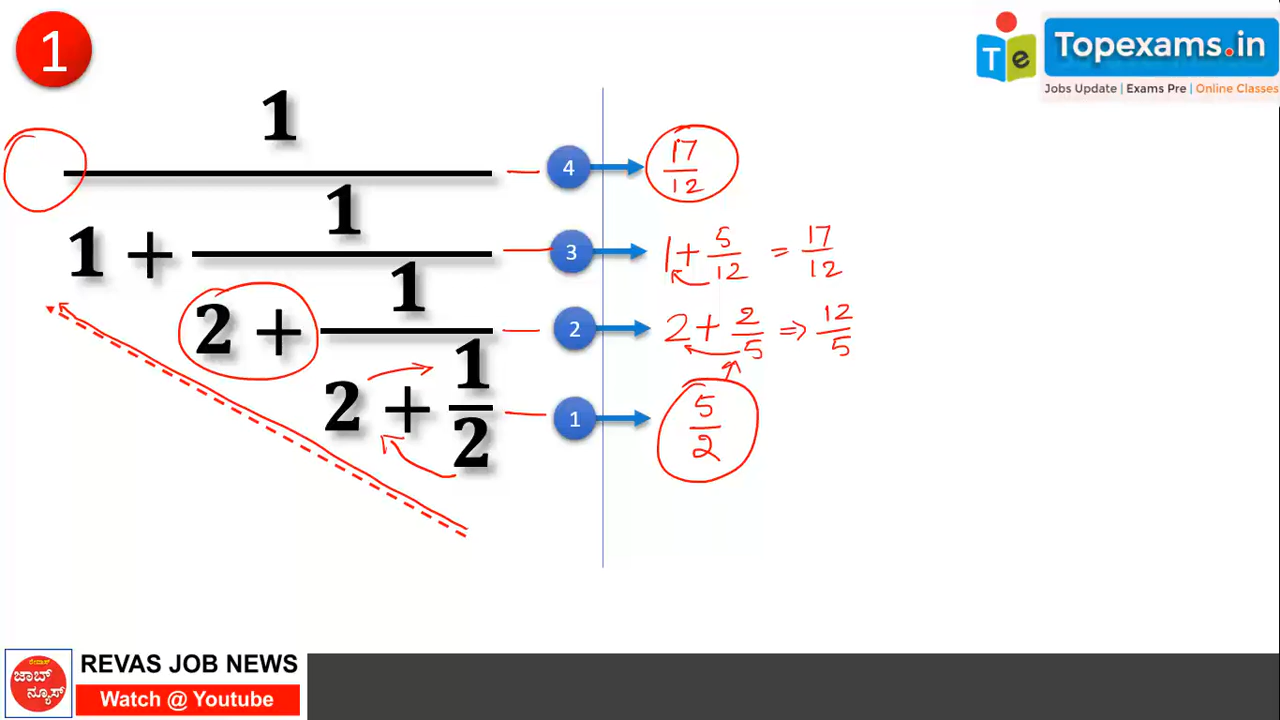 1
Te
Topexams.in
Jobs Update | Exams Pre | Online Classes
1
4
17
12
1 +
1
3
1 + 5/12 = 17/12
2 +
1
2
2 + 2/5 ⇒ 12/5
2 + 1/2
1
5
2
ರೇವಾಸ್
ಜಾಬ್
ನ್ಯೂಸ್
REVAS JOB NEWS
Watch @ Youtube